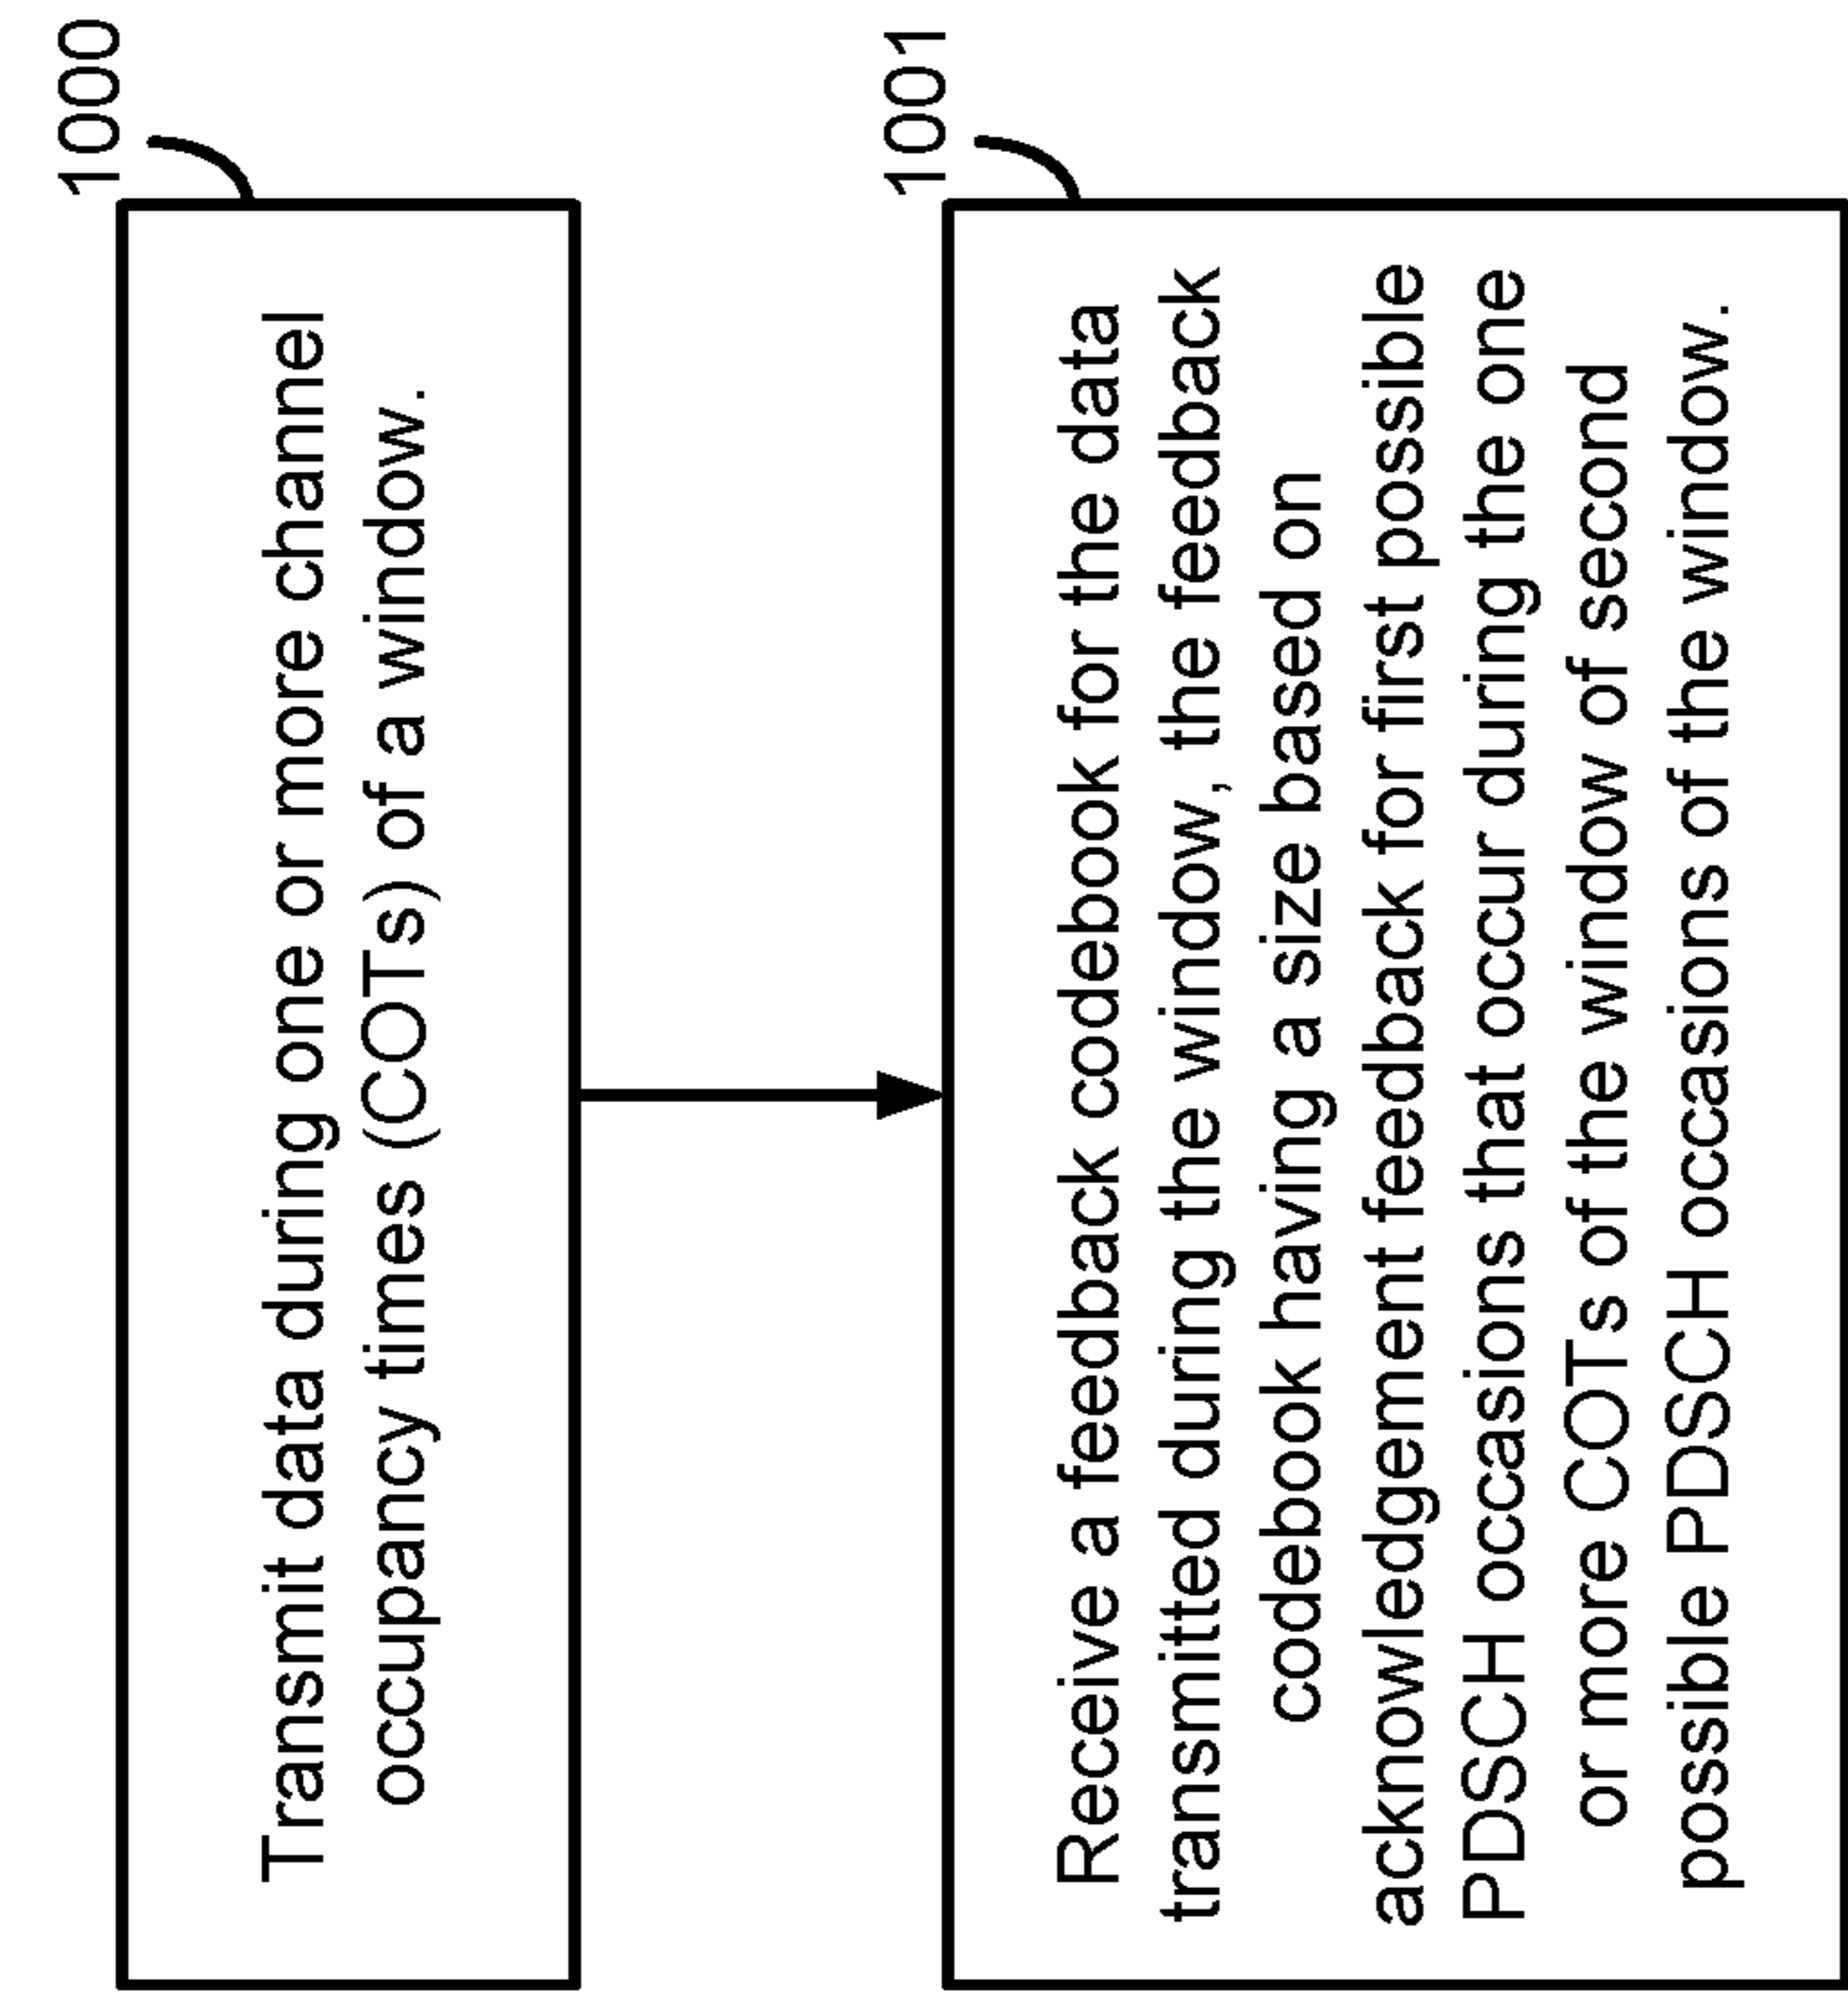 1000
Transmit data during one or more channel
occupancy times (COTs) of a window.
1001
Receive a feedback codebook for the data
transmitted during the window, the feedback
codebook having a size based on
acknowledgement feedback for first possible
PDSCH occasions that occur during the one
or more COTs of the window of second
possible PDSCH occasions of the window.